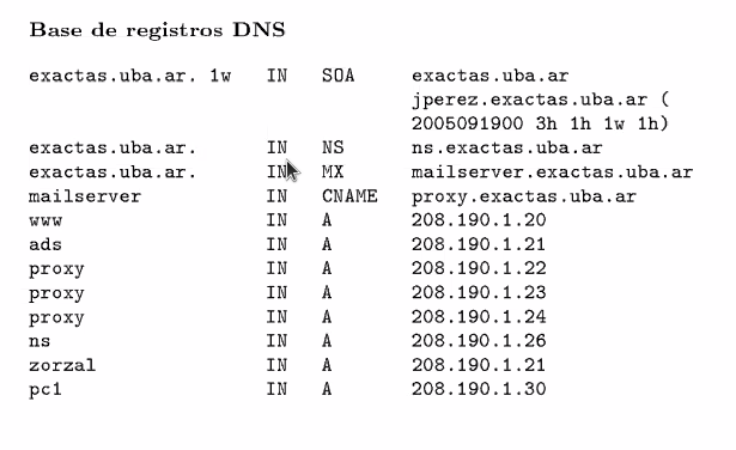 Base de registros DNS
exactas.uba.ar. 1w IN SOA exactas.uba.ar
jperez.exactas.uba.ar (
2005091900 3h 1h 1w 1h)
exactas.uba.ar. IN NS ns.exactas.uba.ar
exactas.uba.ar. IN MX mailserver.exactas.uba.ar
mailserver IN CNAME proxy.exactas.uba.ar
www IN A 208.190.1.20
ads IN A 208.190.1.21
proxy IN A 208.190.1.22
proxy IN A 208.190.1.23
proxy IN A 208.190.1.24
ns IN A 208.190.1.26
zorzal IN A 208.190.1.21
pc1 IN A 208.190.1.30